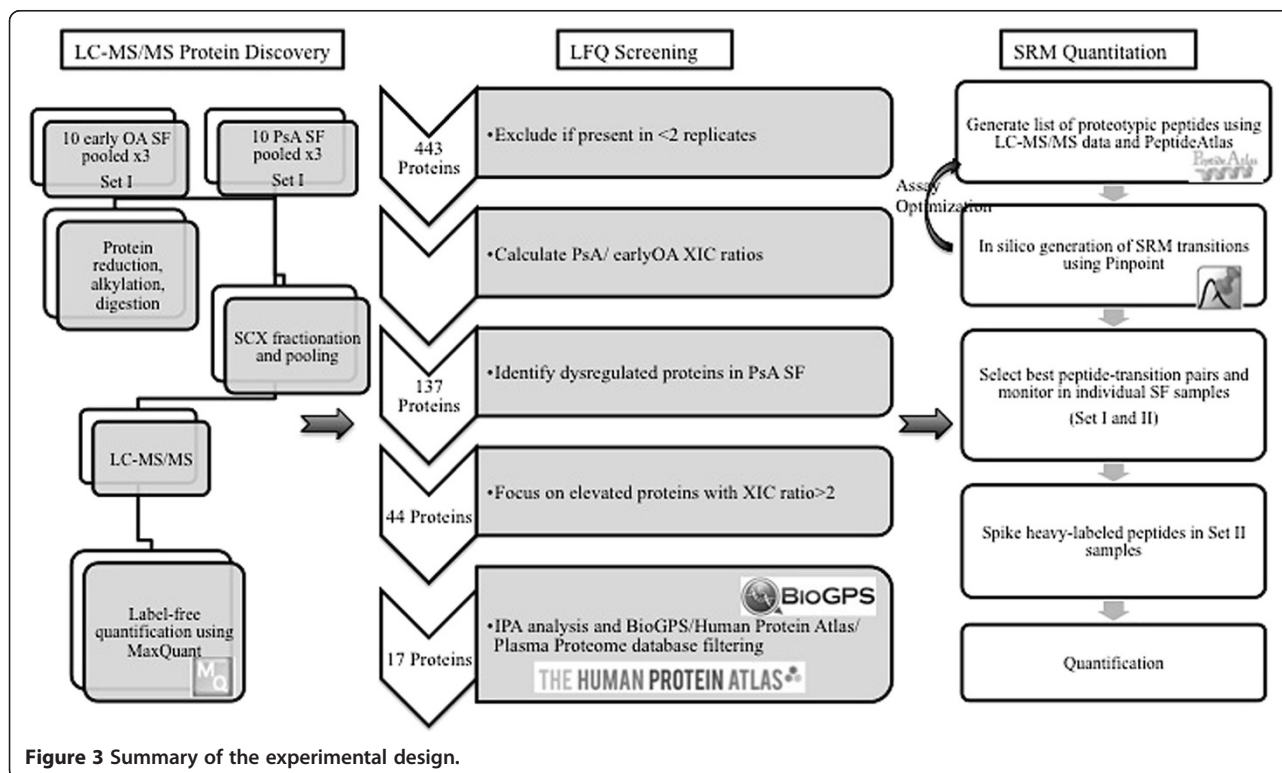 LC-MS/MS Protein Discovery
10 early OA SF
pooled x3
Set I
10 PsA SF
pooled x3
Set I
Protein
reduction,
alkylation,
digestion
SCX fractionation
and pooling
LC-MS/MS
Label-free
quantification using
MaxQuant
M
Q
LFQ Screening
443
Proteins
•Exclude if present in <2 replicates
•Calculate PsA/ earlyOA XIC ratios
137
Proteins
•Identify dysregulated proteins in PsA SF
44 Proteins
•Focus on elevated proteins with XIC ratio>2
17 Proteins
BIOGPS
•IPA analysis and BioGPS/Human Protein Atlas/
Plasma Proteome database filtering
THE HUMAN PROTEIN ATLAS
SRM Quantitation
Generate list of proteotypic peptides using
LC-MS/MS data and PeptideAtlas
PeptideAtlas
Assay
Optimization
In silico generation of SRM transitions
using Pinpoint
Select best peptide-transition pairs and
monitor in individual SF samples
(Set I and II)
Spike heavy-labeled peptides in Set II
samples
Quantification
Figure 3 Summary of the experimental design.